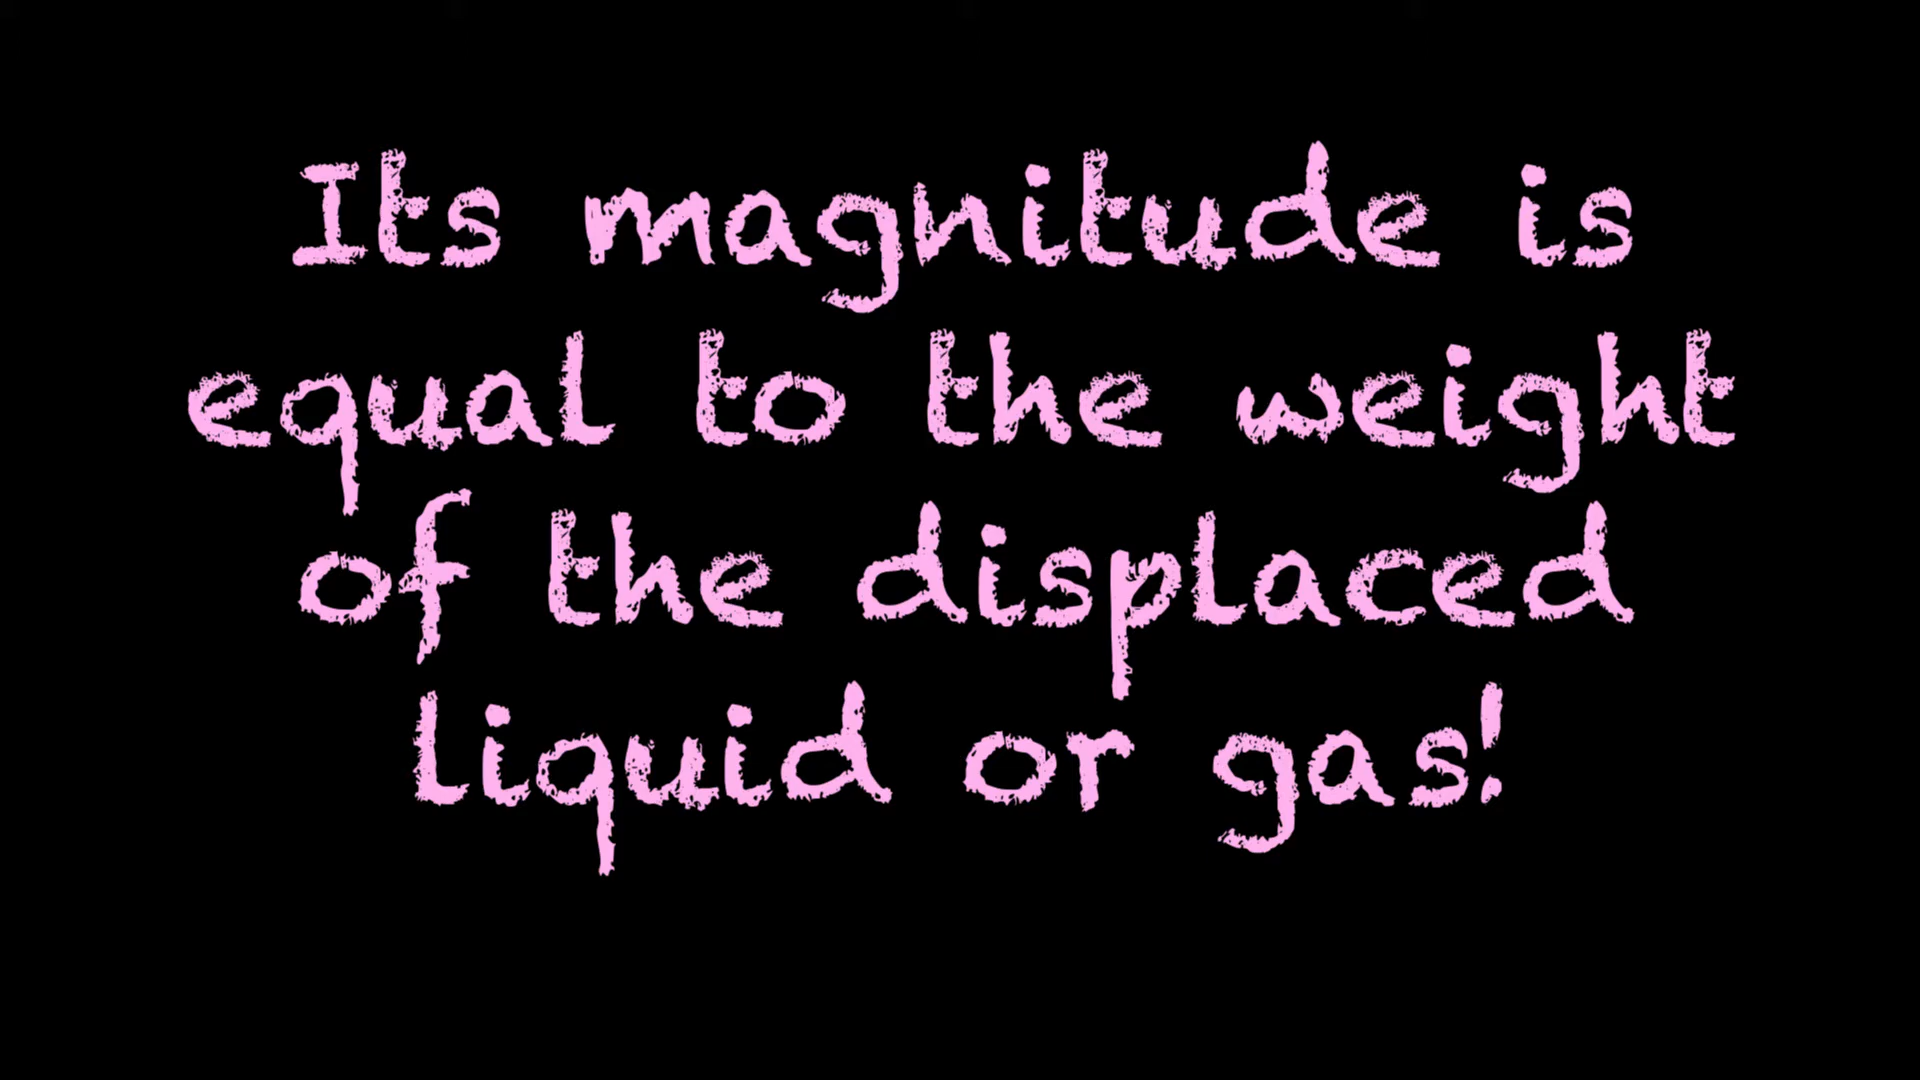 Its magnitude is
equal to the weight
of the displaced
liquid or gas!